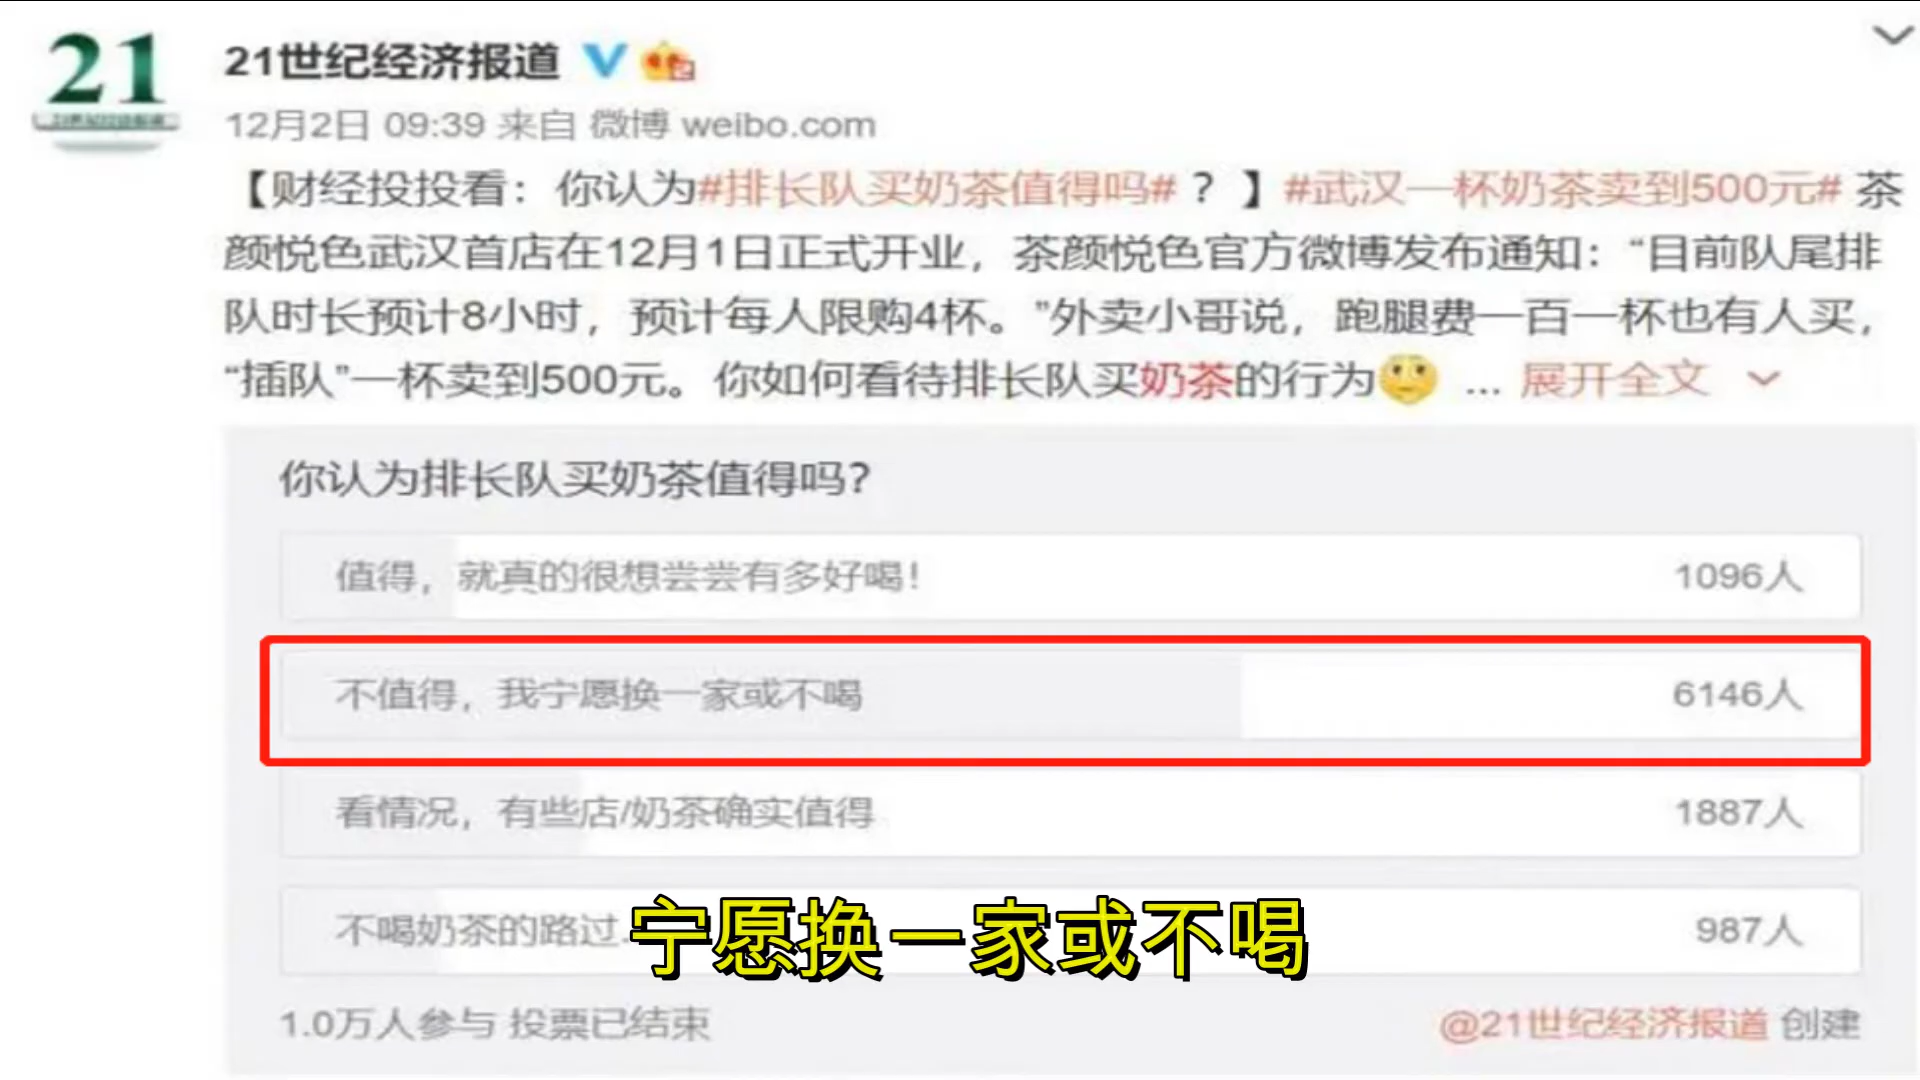 21
21世纪经济报道
12月2日 09:39 来自 微博 weibo.com
【财经投投看：你认为#排长队买奶茶值得吗#？】#武汉一杯奶茶卖到500元# 茶
颜悦色武汉首店在12月1日正式开业，茶颜悦色官方微博发布通知：“目前队尾排
队时长预计8小时，预计每人限购4杯。”外卖小哥说，跑腿费一百一杯也有人买，
“插队”一杯卖到500元。你如何看待排长队买奶茶的行为 ... 展开全文
你认为排长队买奶茶值得吗?
值得，就真的很想尝尝有多好喝! 1096人
不值得，我宁愿换一家或不喝 6146人
看情况，有些店/奶茶确实值得 1887人
不喝奶茶的路过 987人
宁愿换一家或不喝
1.0万人参与 投票已结束 @21世纪经济报道 创建